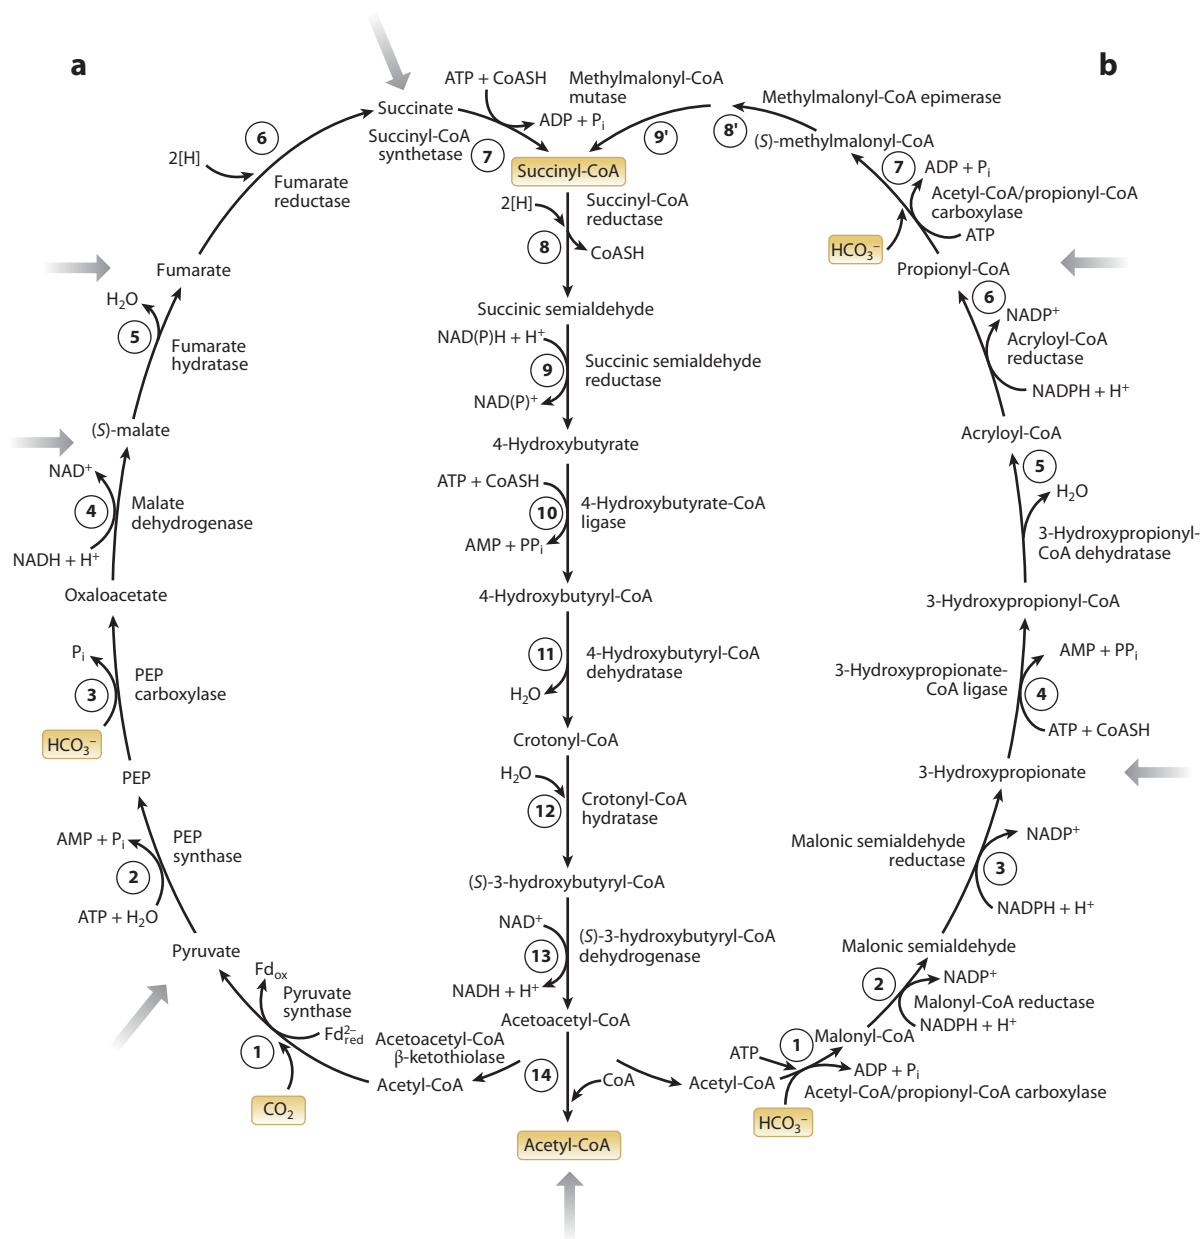 a
b
ATP + CoASH
Methylmalonyl-CoA
mutase
Methylmalonyl-CoA epimerase
Succinate
ADP + Pi
6
Succinyl-CoA
synthetase
7
9'
8'
(S)-methylmalonyl-CoA
2[H]
Fumarate
reductase
Succinyl-CoA
7
ADP + Pi
Acetyl-CoA/propionyl-CoA
carboxylase
2[H]
Succinyl-CoA
reductase
8
CoASH
HCO3−
ATP
Fumarate
Propionyl-CoA
H2O
5
Fumarate
hydratase
Succinic semialdehyde
6
NADP+
Acryloyl-CoA
reductase
NADPH + H+
NAD(P)H + H+
9
Succinic semialdehyde
reductase
NAD(P)+
(S)-malate
4-Hydroxybutyrate
Acryloyl-CoA
NAD+
4
Malate
dehydrogenase
NADH + H+
ATP + CoASH
10
4-Hydroxybutyrate-CoA
ligase
AMP + PPi
5
H2O
3-Hydroxypropionyl-
CoA dehydratase
Oxaloacetate
4-Hydroxybutyryl-CoA
3-Hydroxypropionyl-CoA
Pi
3
PEP
carboxylase
HCO3−
11
4-Hydroxybutyryl-CoA
dehydratase
H2O
3-Hydroxypropionate-
CoA ligase
AMP + PPi
4
ATP + CoASH
PEP
Crotonyl-CoA
3-Hydroxypropionate
AMP + Pi
PEP
synthase
2
ATP + H2O
H2O
12
Crotonyl-CoA
hydratase
Malonic semialdehyde
reductase
NADP+
3
NADPH + H+
(S)-3-hydroxybutyryl-CoA
Pyruvate
NAD+
13
(S)-3-hydroxybutyryl-CoA
dehydrogenase
NADH + H+
Malonic semialdehyde
Fdox
Pyruvate
synthase
Fd2−red
1
CO2
2
NADP+
Malonyl-CoA reductase
NADPH + H+
Acetoacetyl-CoA
Acetoacetyl-CoA
β-ketothiolase
Acetyl-CoA
14
CoA
Acetyl-CoA
ATP
1
Malonyl-CoA
ADP + Pi
Acetyl-CoA/propionyl-CoA carboxylase
HCO3−
Acetyl-CoA